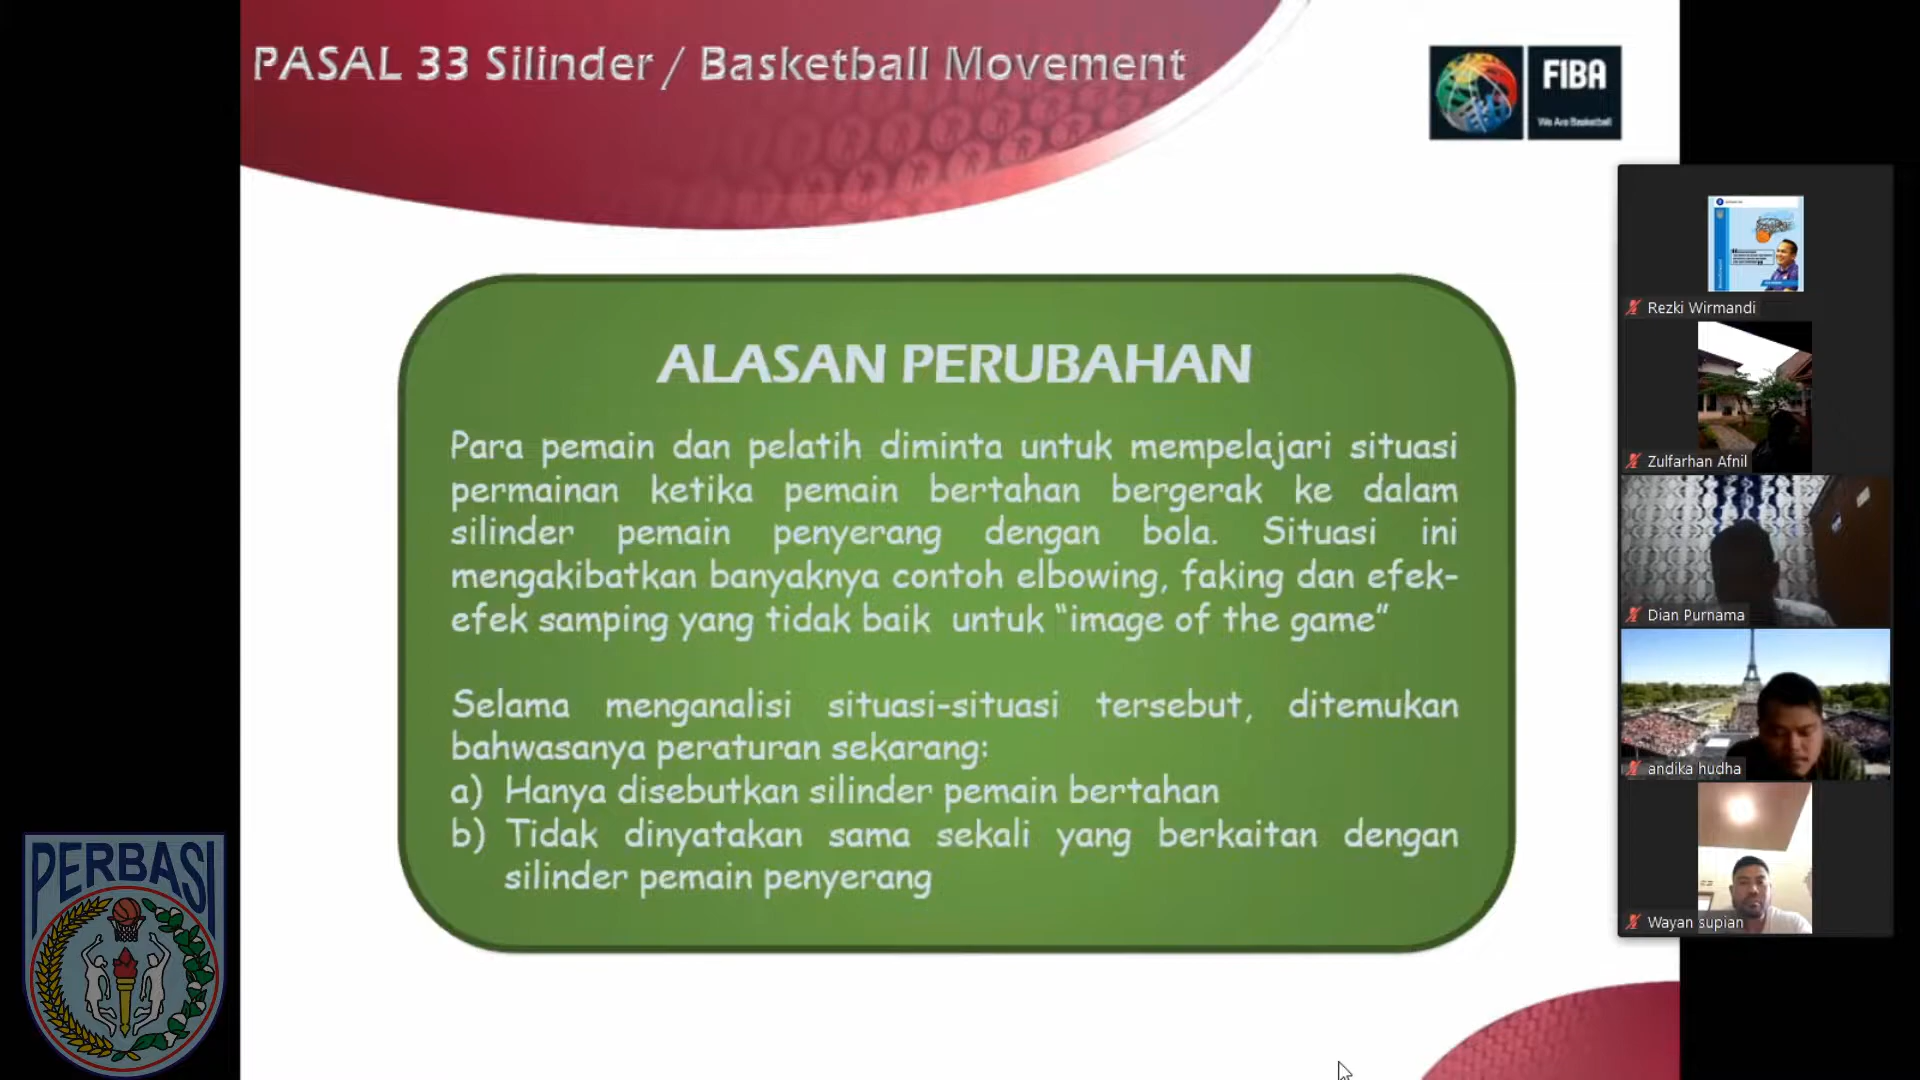 PASAL 33 Silinder / Basketball Movement
FIBA
We Are Basketball
ALASAN PERUBAHAN
Para pemain dan pelatih diminta untuk mempelajari situasi
permainan ketika pemain bertahan bergerak ke dalam
silinder pemain penyerang dengan bola. Situasi ini
mengakibatkan banyaknya contoh elbowing, faking dan efek-
efek samping yang tidak baik untuk “image of the game”
Selama menganalisi situasi-situasi tersebut, ditemukan
bahwasanya peraturan sekarang:
a) Hanya disebutkan silinder pemain bertahan
b) Tidak dinyatakan sama sekali yang berkaitan dengan
silinder pemain penyerang
Rezki Wirmandi
Zulfarhan Afnil
Dian Purnama
andika hudha
Wayan supian
PERBASI